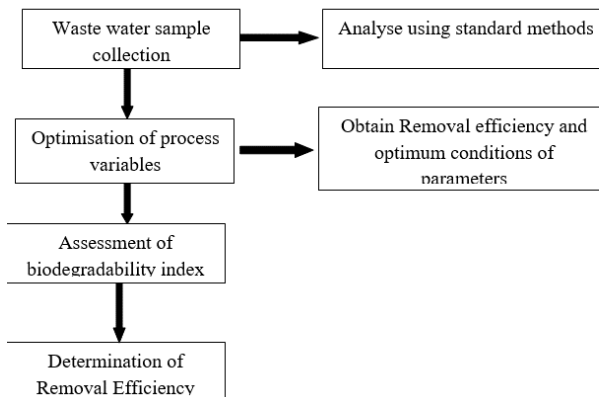 Waste water sample
collection
Analyse using standard methods
Optimisation of process
variables
Obtain Removal efficiency and
optimum conditions of
parameters
Assessment of
biodegradability index
Determination of
Removal Efficiency